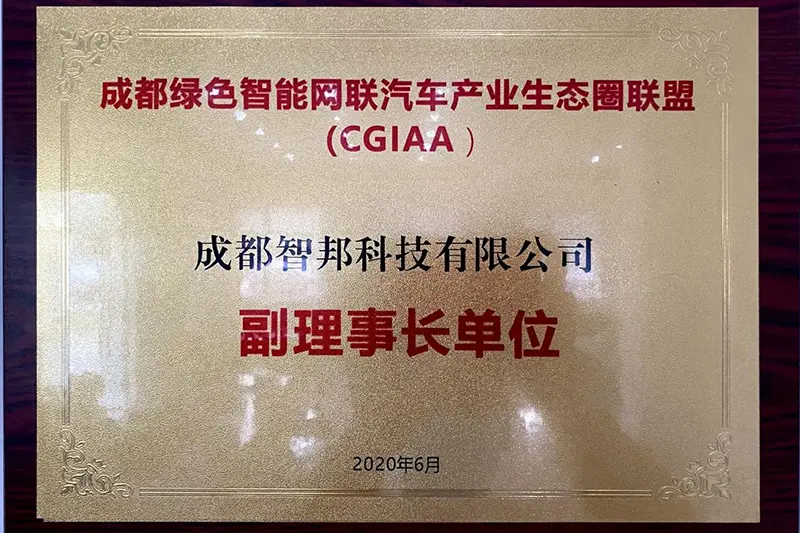 成都绿色智能网联汽车产业生态圈联盟
(CGIAA）
成都智邦科技有限公司
副理事长单位
2020年6月